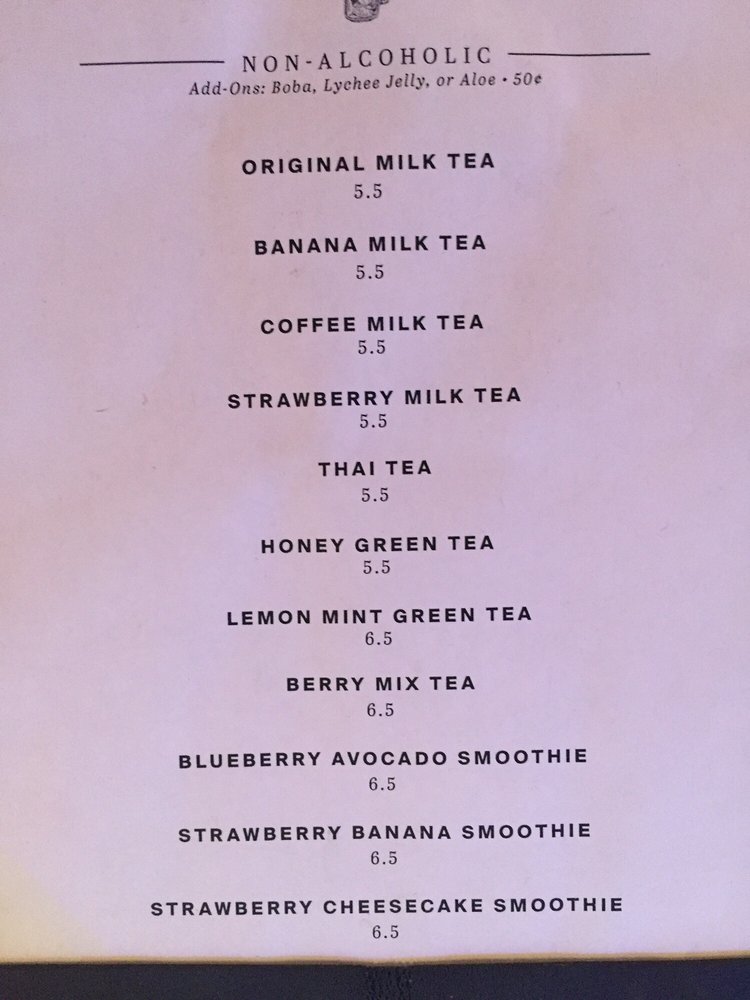 NON-ALCOHOLIC
Add-Ons: Boba, Lychee Jelly, or Aloe • 50¢
ORIGINAL MILK TEA
5.5
BANANA MILK TEA
5.5
COFFEE MILK TEA
5.5
STRAWBERRY MILK TEA
5.5
THAI TEA
5.5
HONEY GREEN TEA
5.5
LEMON MINT GREEN TEA
6.5
BERRY MIX TEA
6.5
BLUEBERRY AVOCADO SMOOTHIE
6.5
STRAWBERRY BANANA SMOOTHIE
6.5
STRAWBERRY CHEESECAKE SMOOTHIE
6.5